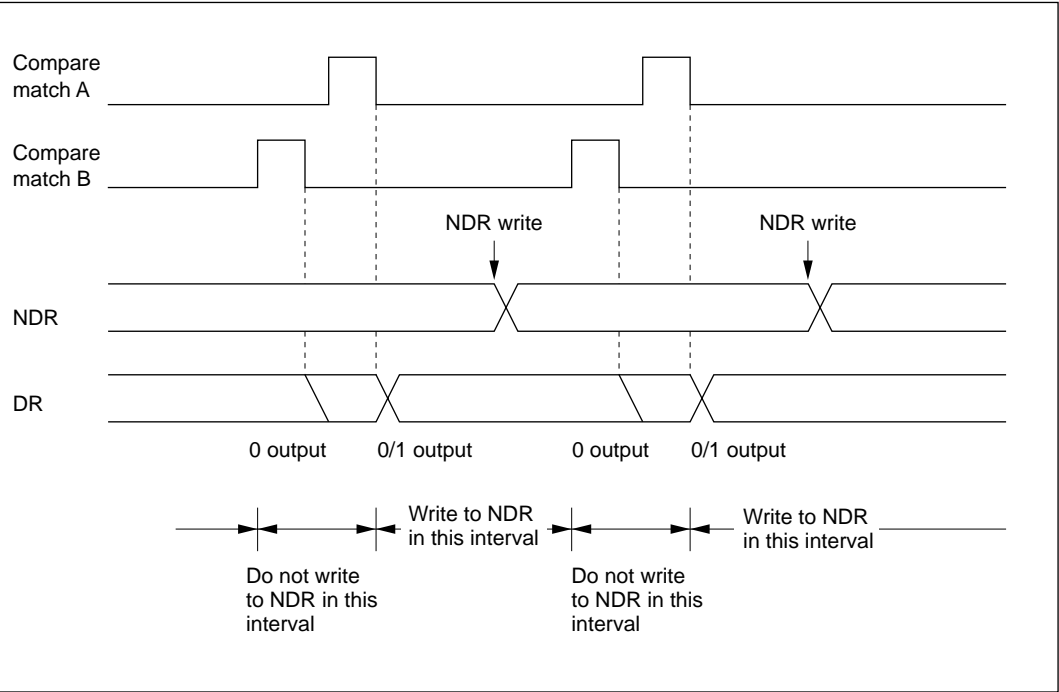 Compare
match A
Compare
match B
NDR write
NDR write
NDR
DR
0 output
0/1 output
0 output
0/1 output
Write to NDR
in this interval
Write to NDR
in this interval
Do not write
to NDR in this
interval
Do not write
to NDR in this
interval